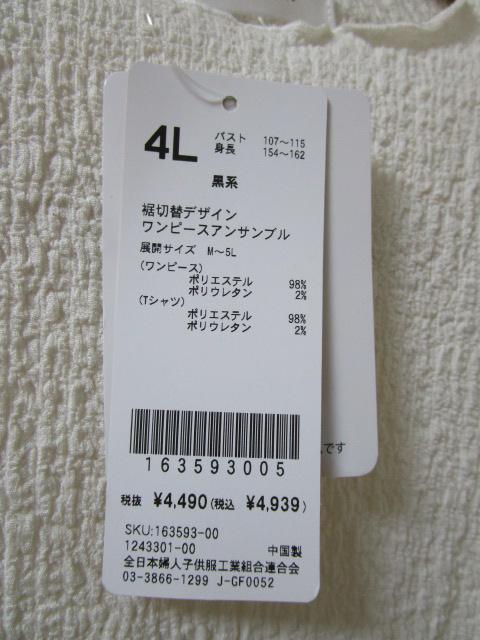 4L
バスト 107～115
身長 154～162
黒系
裾切替デザイン
ワンピースアンサンブル
展開サイズ M～5L
(ワンピース)
ポリエステル 98%
ポリウレタン 2%
(Tシャツ)
ポリエステル 98%
ポリウレタン 2%
です
163593005
税抜 ¥4,490(税込 ¥4,939)
SKU:163593-00
1243301-00 中国製
全日本婦人子供服工業組合連合会
03-3866-1299 J-GF0052